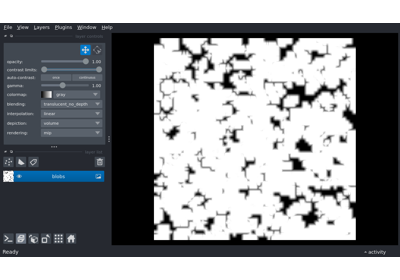 File View Layers Plugins Window Help
opacity: 1.00
contrast limits:
auto-contrast: once continuous
gamma: 1.00
colormap: gray
blending: translucent_no_depth
interpolation: linear
depiction: volume
rendering: mip
blobs
Ready
activity